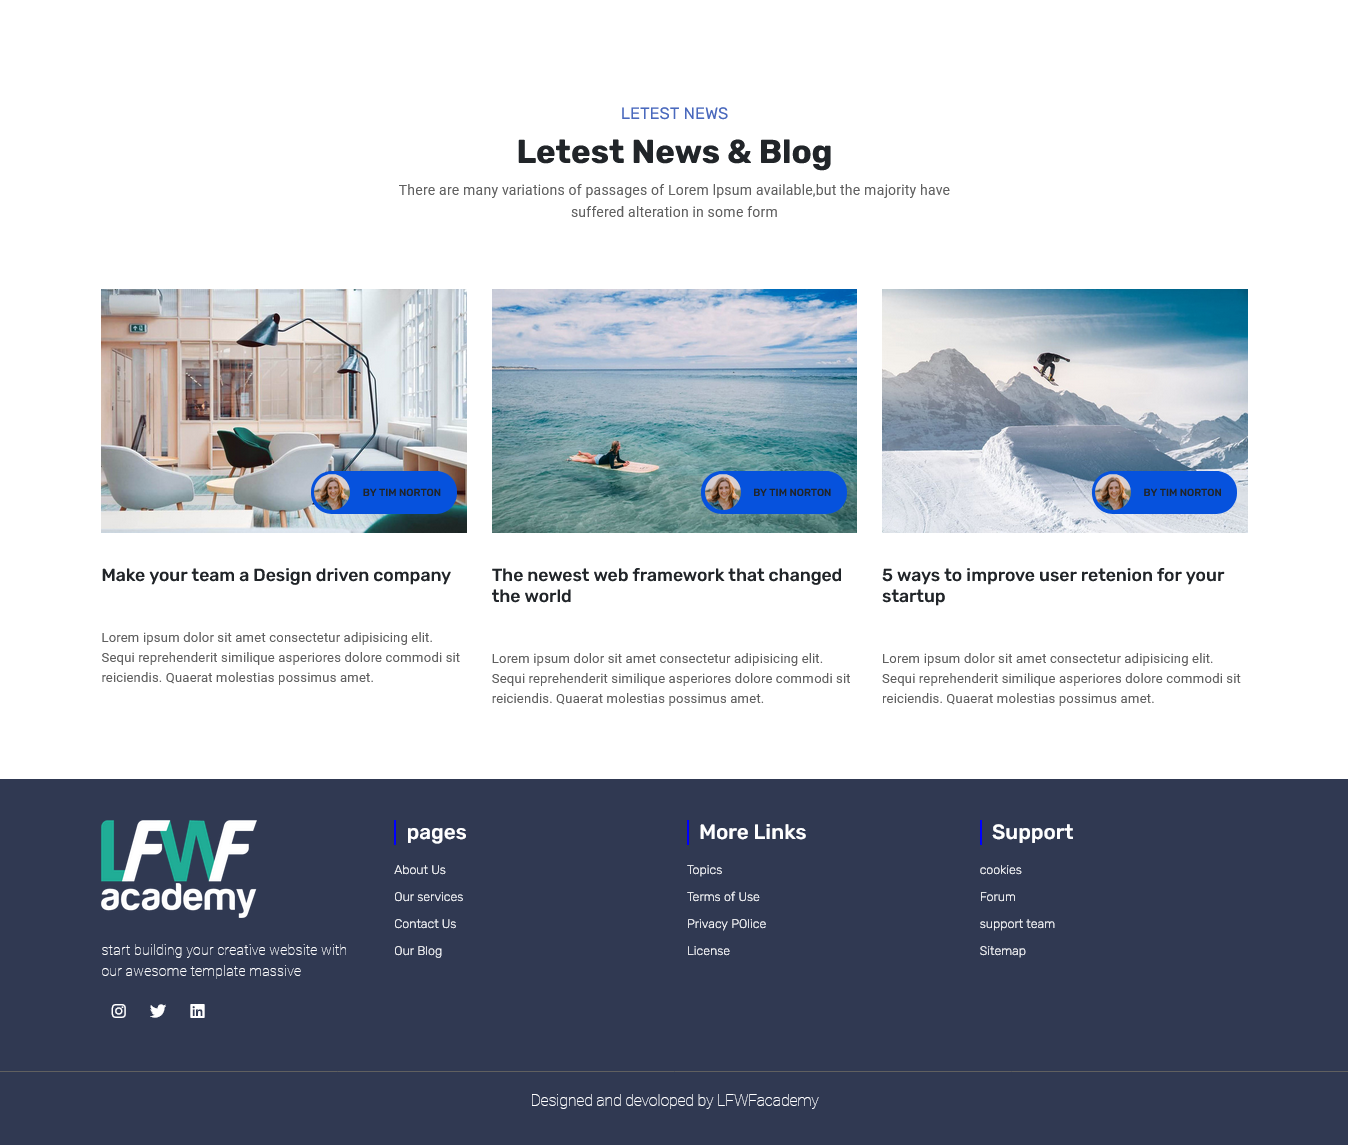 LETEST NEWS
Letest News & Blog
There are many variations of passages of Lorem lpsum available,but the majority have
suffered alteration in some form
BY TIM NORTON
BY TIM NORTON
BY TIM NORTON
Make your team a Design driven company
The newest web framework that changed
the world
5 ways to improve user retenion for your
startup
Lorem ipsum dolor sit amet consectetur adipisicing elit.
Sequi reprehenderit similique asperiores dolore commodi sit
reiciendis. Quaerat molestias possimus amet.
Lorem ipsum dolor sit amet consectetur adipisicing elit.
Sequi reprehenderit similique asperiores dolore commodi sit
reiciendis. Quaerat molestias possimus amet.
Lorem ipsum dolor sit amet consectetur adipisicing elit.
Sequi reprehenderit similique asperiores dolore commodi sit
reiciendis. Quaerat molestias possimus amet.
LFWF
academy
start building your creative website with
our awesome template massive
pages
About Us
Our services
Contact Us
Our Blog
More Links
Topics
Terms of Use
Privacy POlice
License
Support
cookies
Forum
support team
Sitemap
Designed and devoloped by LFWFacademy